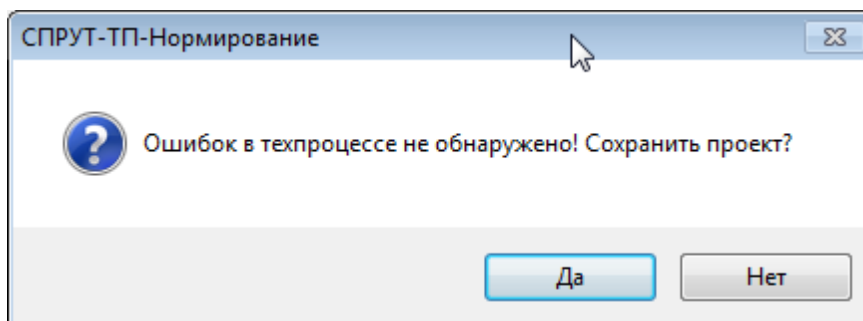 СПРУТ-ТП-Нормирование
Ошибок в техпроцессе не обнаружено! Сохранить проект?
Да
Нет